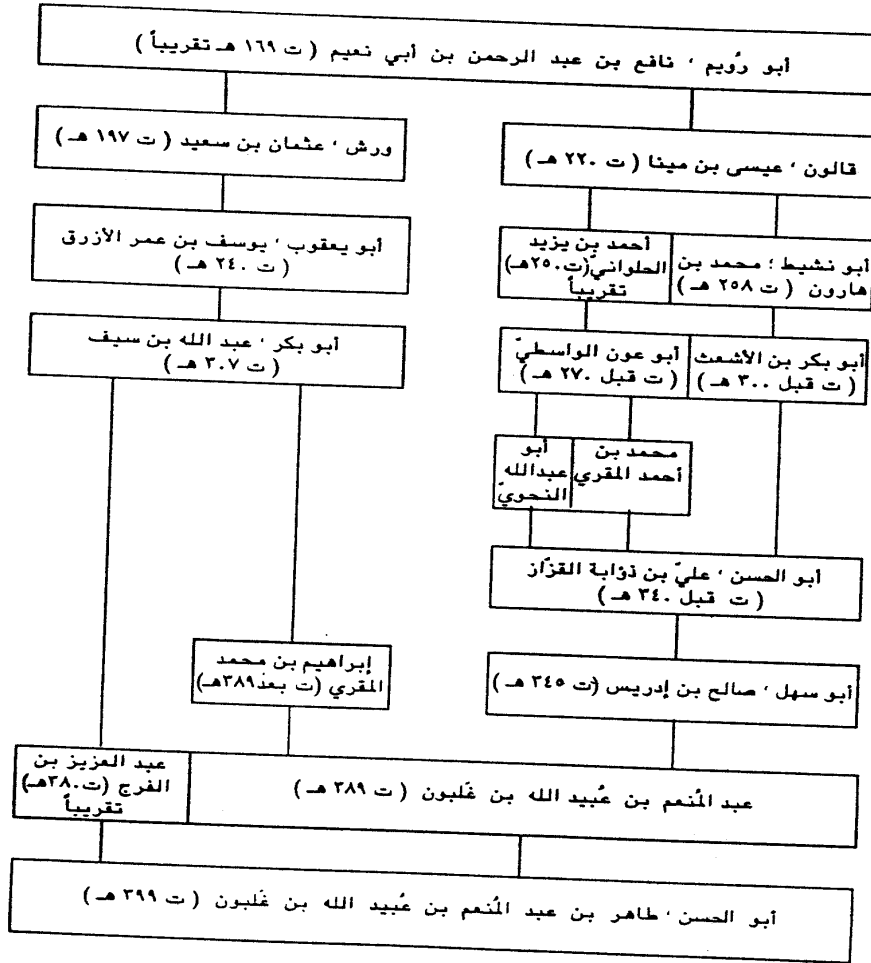 أبو رُويم ، نافع بن عبد الرحمن بن أبي نعيم ( ت ١٦٩ هـ تقريباً )
قالون ، عيسى بن مينا ( ت ٢٢٠ هـ )
ورش ، عثمان بن سعيد ( ت ١٩٧ هـ )
أبو نشيط ؛ محمد بن
هارون ( ت ٢٥٨ هـ )
أحمد بن يزيد
الحلوانيّ(ت٢٥٠هـ)
تقريباً
أبو يعقوب ، يوسف بن عمر الأزرق
( ت ٢٤٠ هـ )
أبو بكر بن الأشعث
( ت قبل ٣٠٠ هـ )
أبو عون الواسطيّ
( ت قبل ٢٧٠ هـ )
أبو بكر ، عبد الله بن سيف
( ت ٣٠٧ هـ )
محمد بن
أحمد المقري
أبو
عبدالله
النحويّ
أبو الحسن ، عليّ بن ذؤابة القزّاز
( ت قبل ٣٤٠ هـ )
أبو سهل ، صالح بن إدريس (ت ٣٤٥ هـ )
إبراهيم بن محمد
المقري (ت بعد٣٨٩هـ)
عبد المُنعم بن عُبيد الله بن غَلبون ( ت ٣٨٩ هـ )
عبد العزيز بن
الفرج (ت٣٨٠هـ)
تقريباً
أبو الحسن ، طاهر بن عبد المُنعم بن عُبيد الله بن غَلبون ( ت ٣٩٩ هـ )